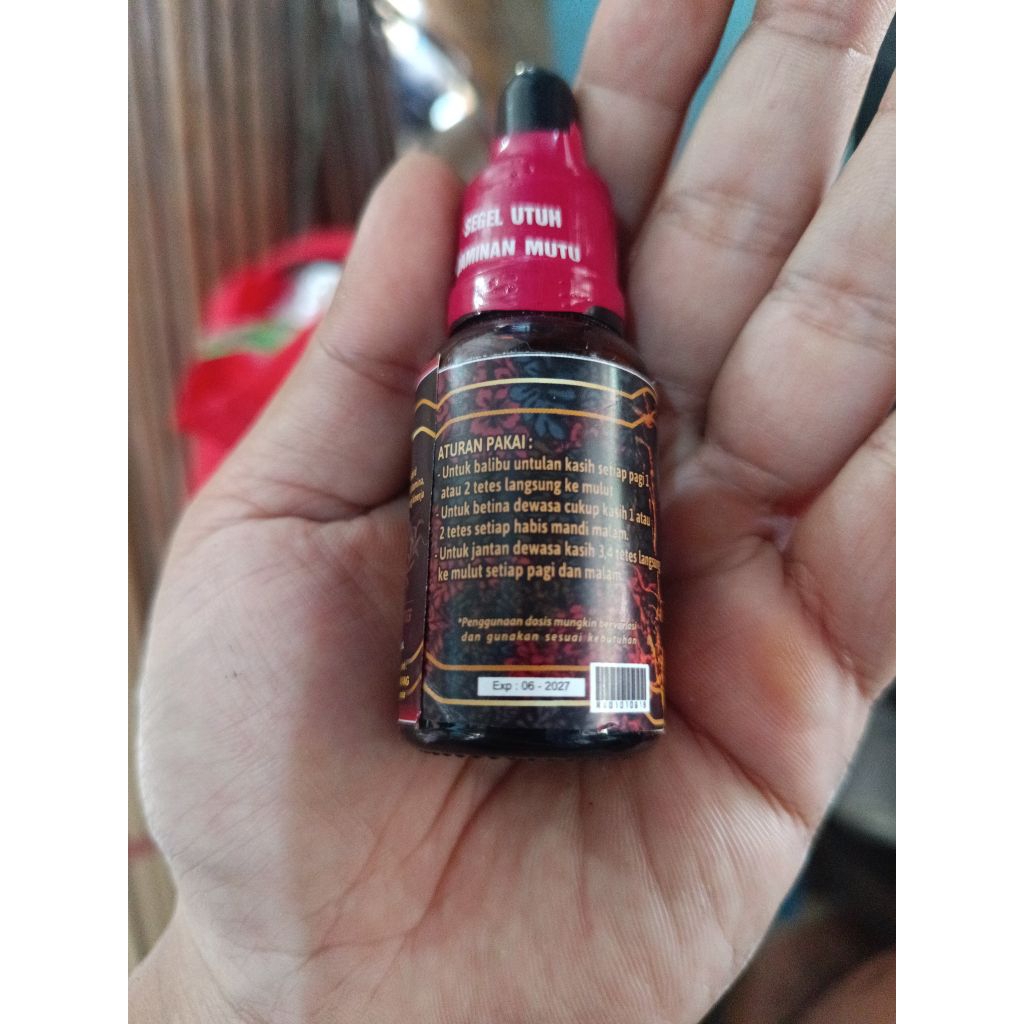 SEGEL UTUH
JAMINAN MUTU
ATURAN PAKAI :
- Untuk balibu untulan kasih setiap pagi 1
atau 2 tetes langsung ke mulut
- Untuk betina dewasa cukup kasih 1 atau
2 tetes setiap habis mandi malam.
- Untuk jantan dewasa kasih 3,4 tetes langsung
ke mulut setiap pagi dan malam.
*Penggunaan dosis mungkin bervariasi
dan gunakan sesuai kebutuhan
Exp : 06 - 2027